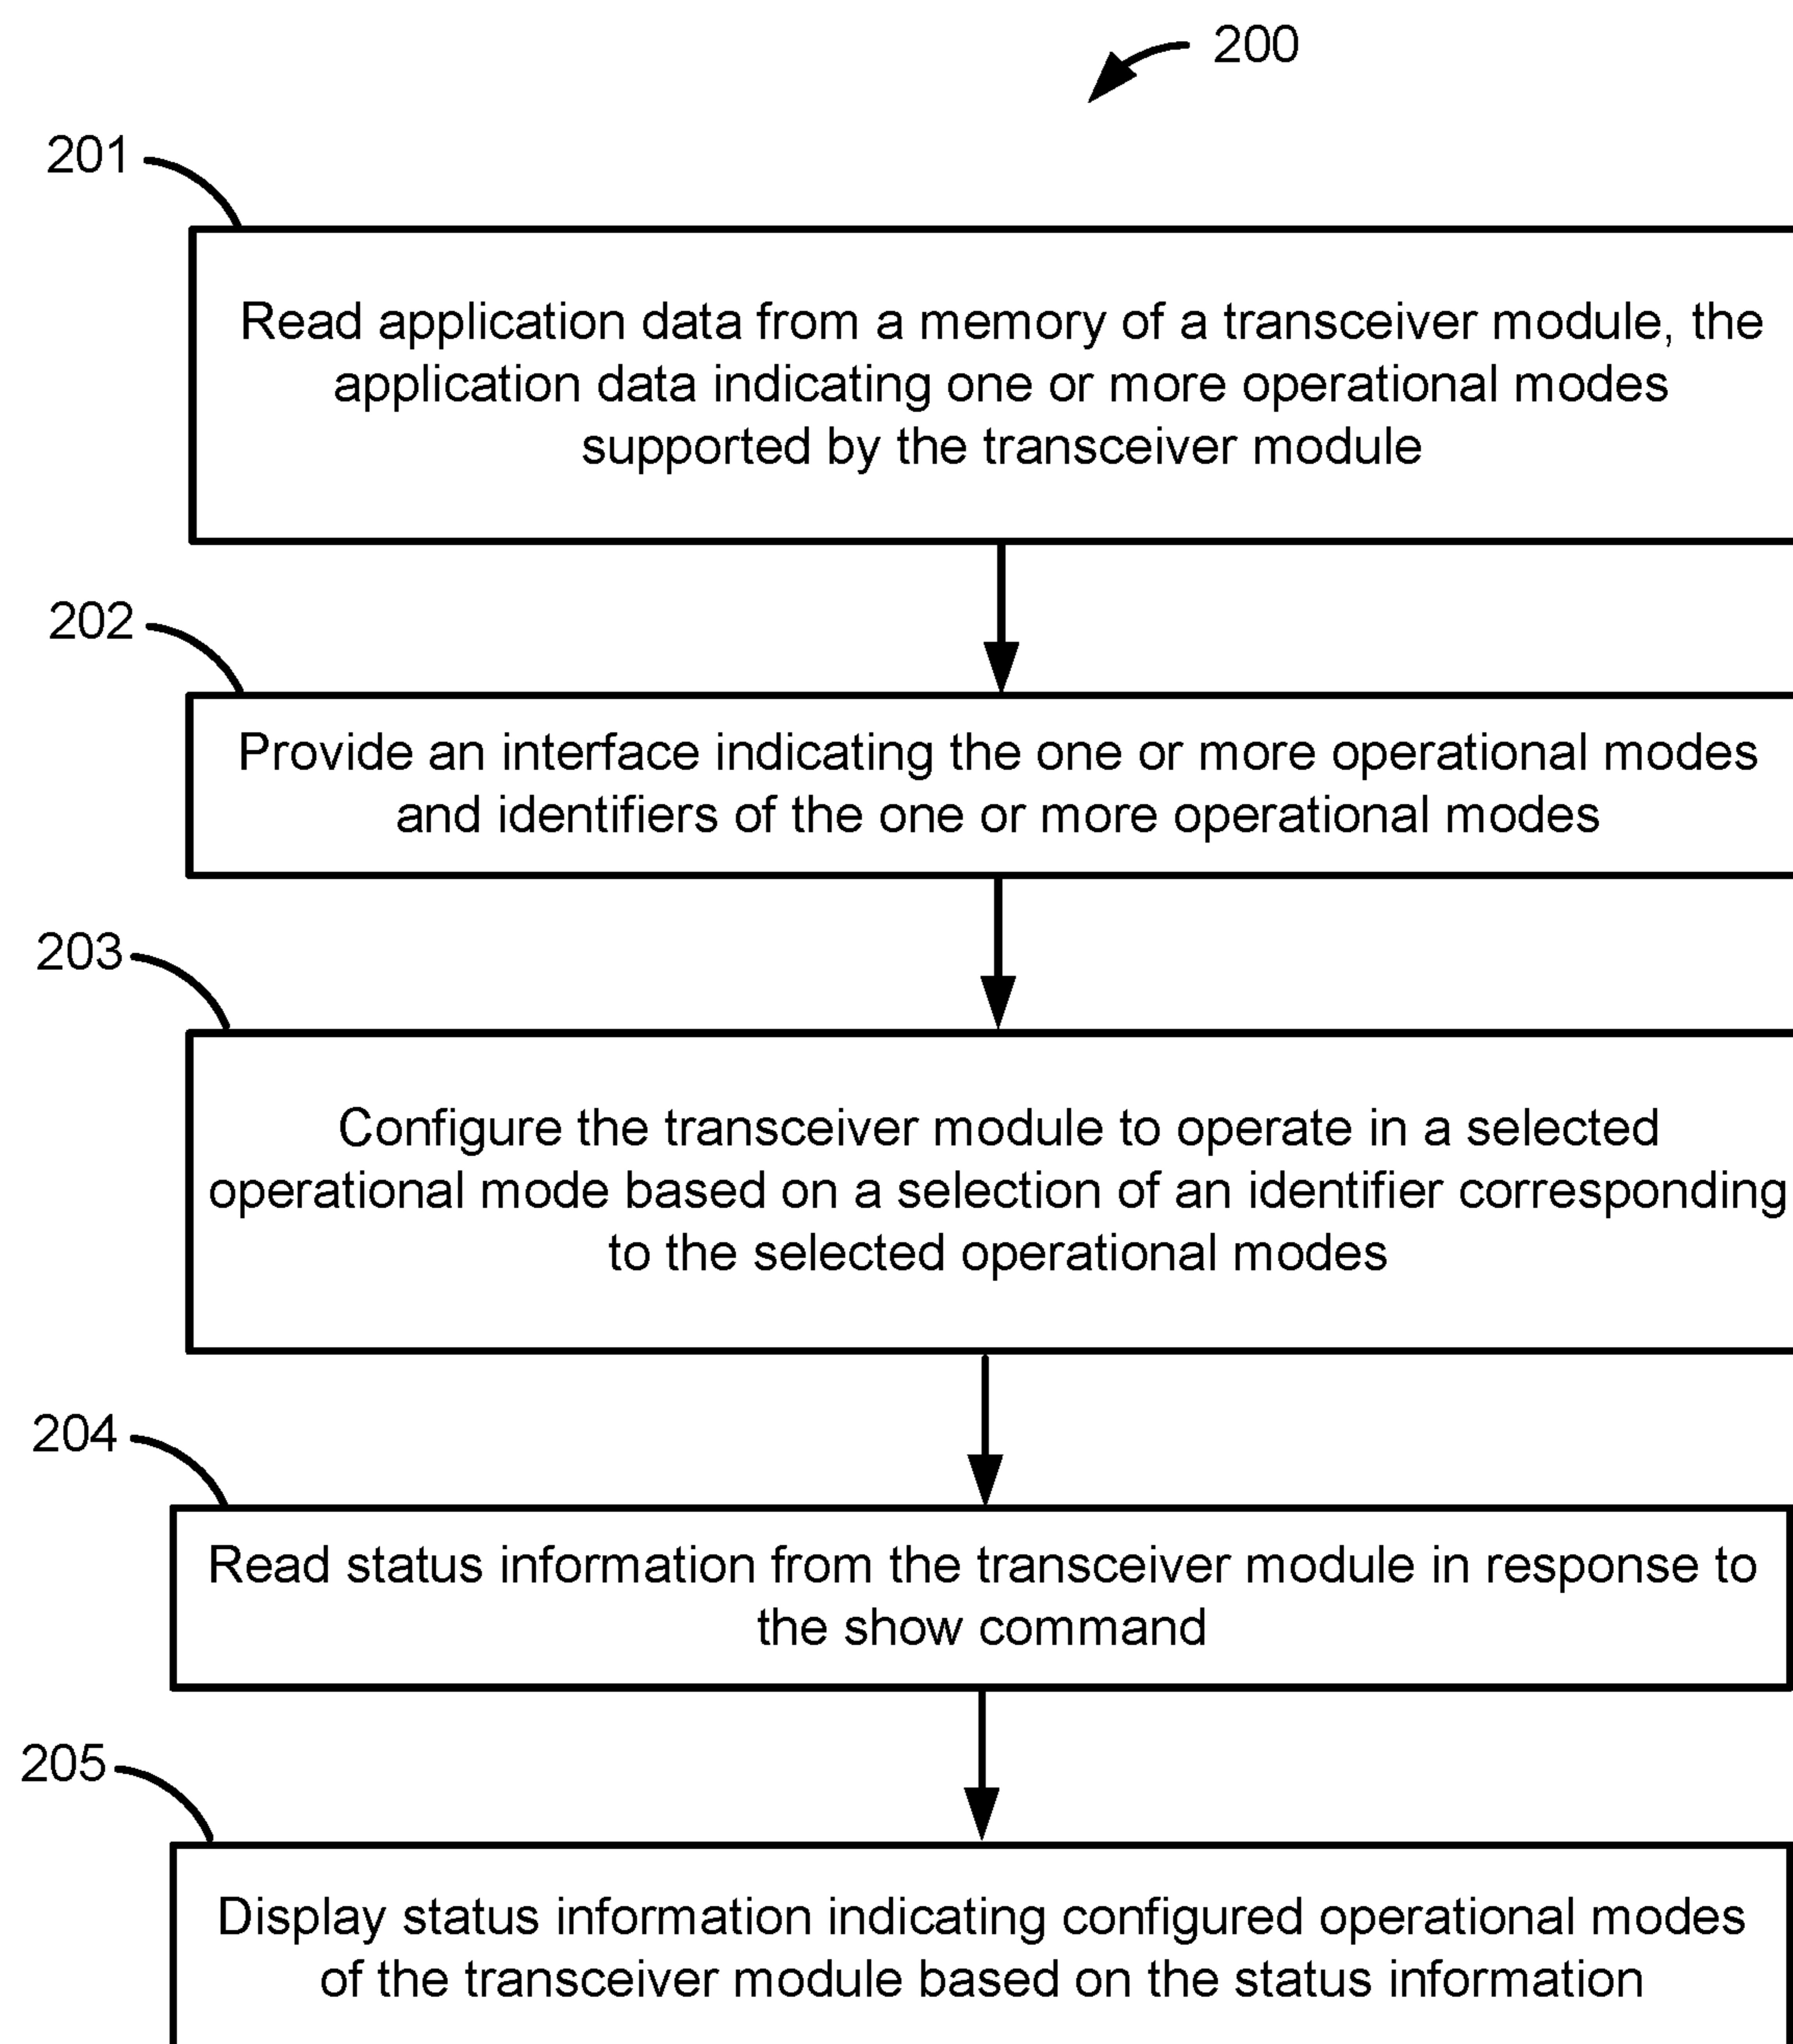 200
201
Read application data from a memory of a transceiver module, the
application data indicating one or more operational modes
supported by the transceiver module
202
Provide an interface indicating the one or more operational modes
and identifiers of the one or more operational modes
203
Configure the transceiver module to operate in a selected
operational mode based on a selection of an identifier corresponding
to the selected operational modes
204
Read status information from the transceiver module in response to
the show command
205
Display status information indicating configured operational modes
of the transceiver module based on the status information